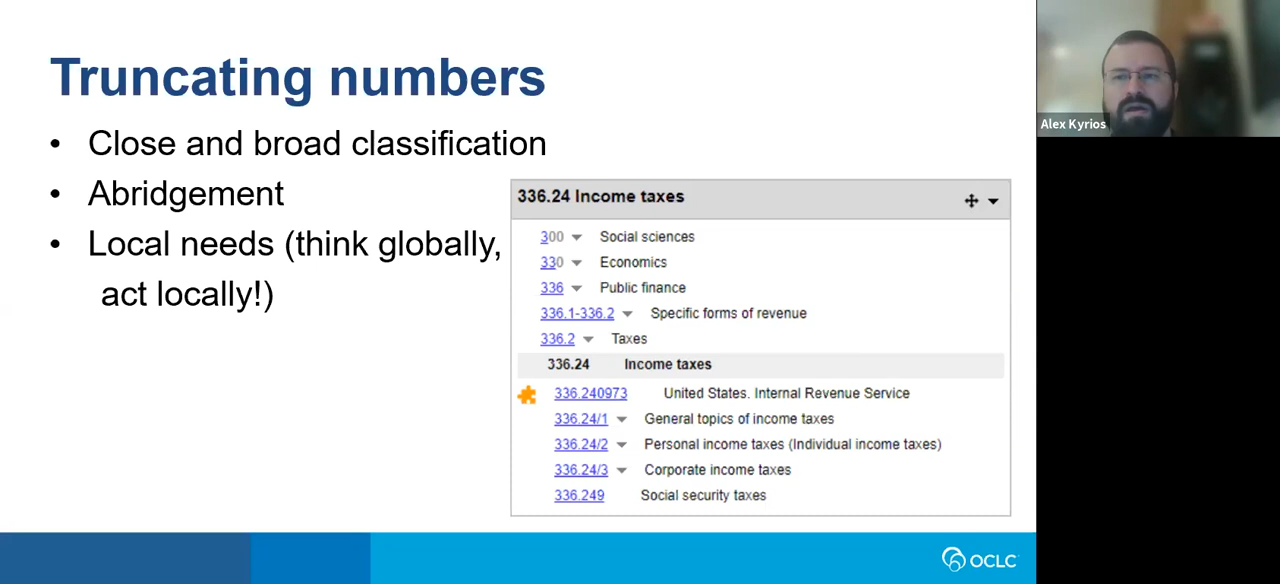 Truncating numbers
• Close and broad classification
• Abridgement
• Local needs (think globally,
act locally!)
336.24 Income taxes
300 Social sciences
330 Economics
336 Public finance
336.1-336.2 Specific forms of revenue
336.2 Taxes
336.24 Income taxes
336.240973 United States. Internal Revenue Service
336.24/1 General topics of income taxes
336.24/2 Personal income taxes (Individual income taxes)
336.24/3 Corporate income taxes
336.249 Social security taxes
OCLC
Alex Kyrios